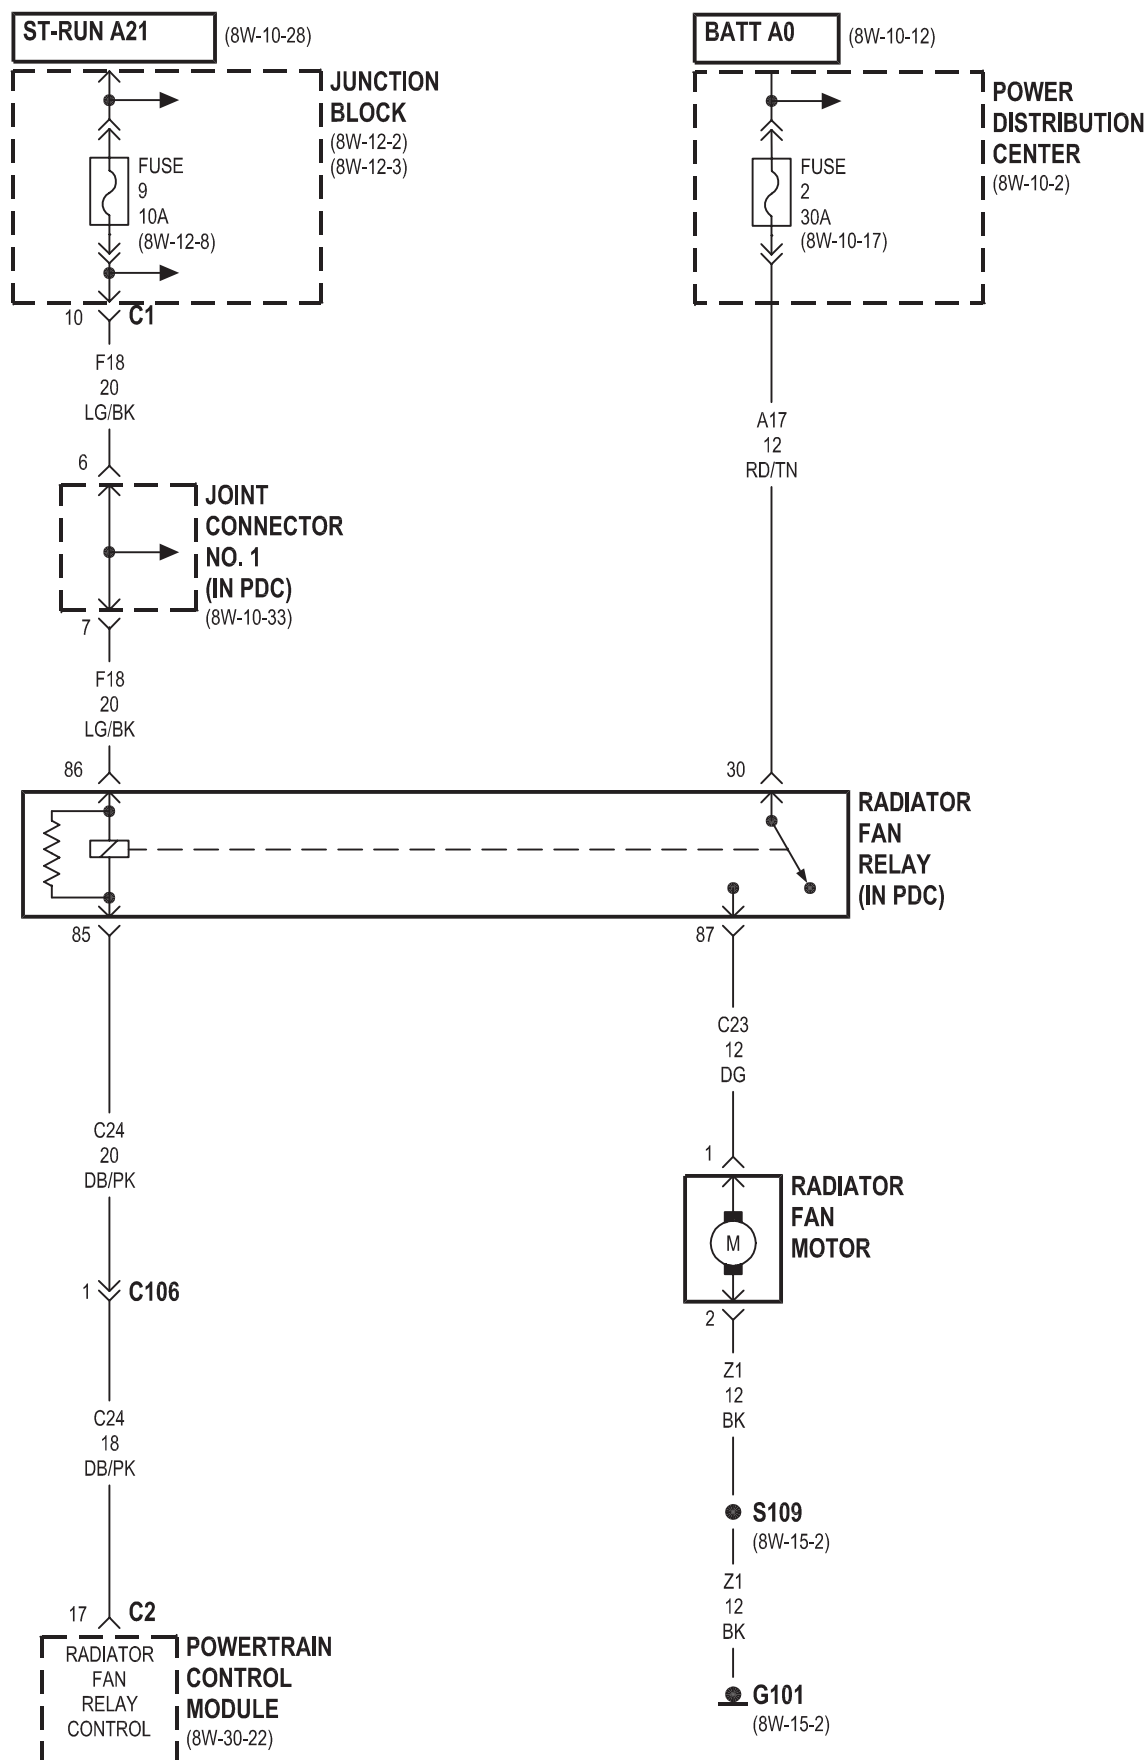 ST-RUN A21
(8W-10-28)
JUNCTION
BLOCK
(8W-12-2)
(8W-12-3)
FUSE
9
10A
(8W-12-8)
10
C1
F18
20
LG/BK
6
JOINT
CONNECTOR
NO. 1
(IN PDC)
(8W-10-33)
7
F18
20
LG/BK
86
BATT A0
(8W-10-12)
POWER
DISTRIBUTION
CENTER
(8W-10-2)
FUSE
2
30A
(8W-10-17)
A17
12
RD/TN
30
RADIATOR
FAN
RELAY
(IN PDC)
85
C24
20
DB/PK
1
C106
C24
18
DB/PK
17
C2
RADIATOR
FAN
RELAY
CONTROL
POWERTRAIN
CONTROL
MODULE
(8W-30-22)
87
C23
12
DG
1
RADIATOR
FAN
MOTOR
M
2
Z1
12
BK
S109
(8W-15-2)
Z1
12
BK
G101
(8W-15-2)